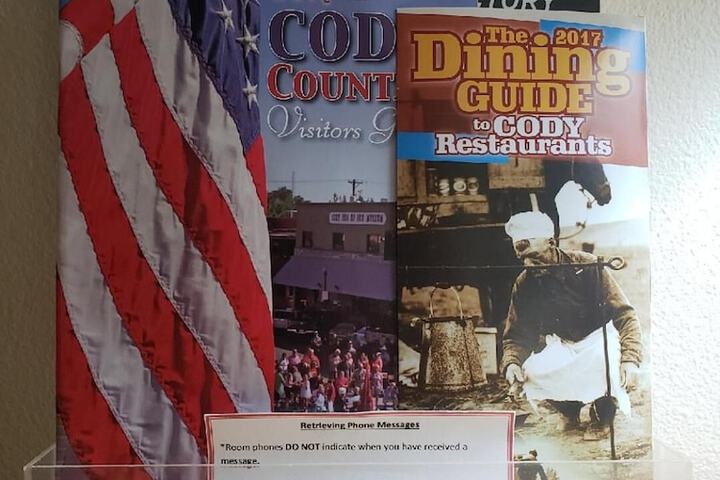 COD
COUNT
Visitors G
The 2017
Dining
GUIDE
to CODY
Restaurants
Retrieving Phone Messages
*Room phones DO NOT indicate when you have received a
message.